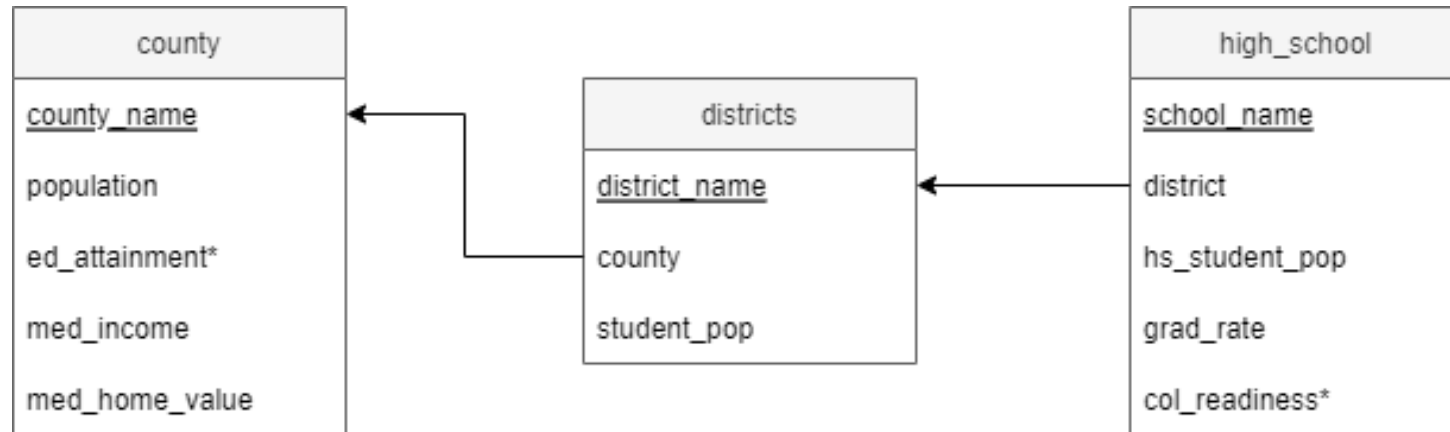 county
county_name
population
ed_attainment*
med_income
med_home_value
districts
district_name
county
student_pop
high_school
school_name
district
hs_student_pop
grad_rate
col_readiness*